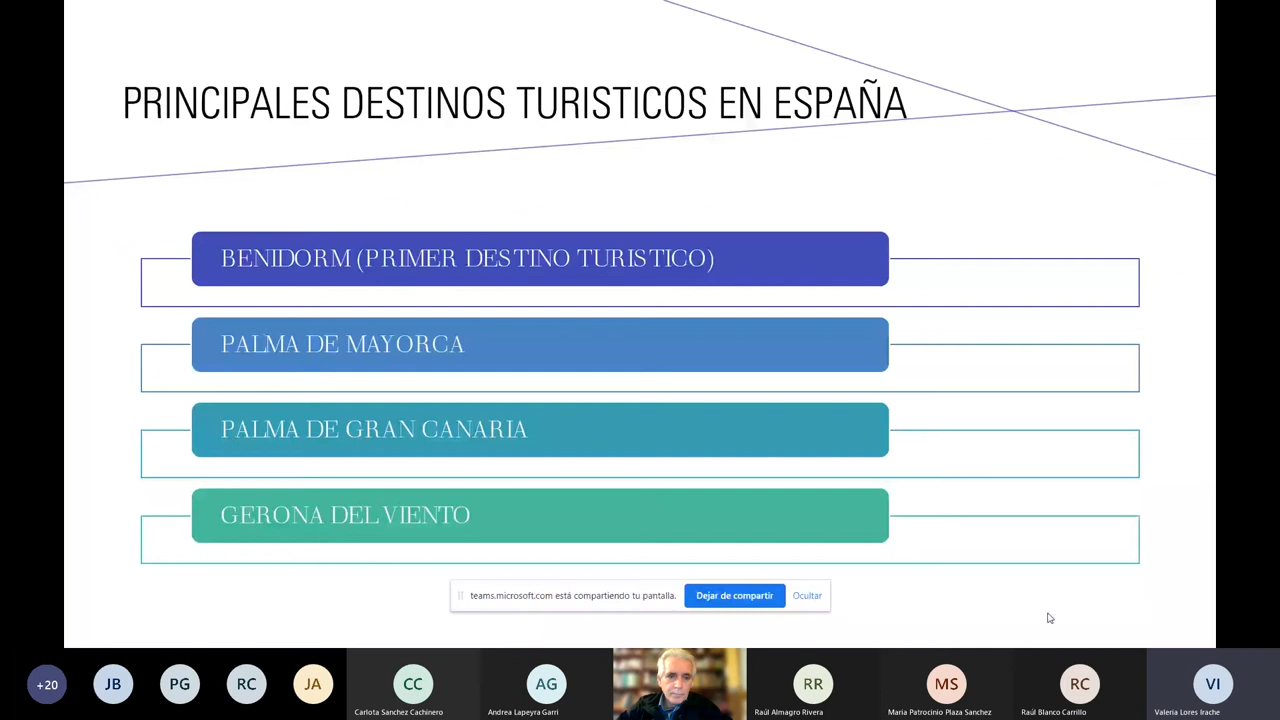 PRINCIPALES DESTINOS TURISTICOS EN ESPAÑA
BENIDORM (PRIMER DESTINO TURISTICO)
PALMA DE MAYORCA
PALMA DE GRAN CANARIA
GERONA DEL VIENTO
teams.microsoft.com está compartiendo tu pantalla.
Dejar de compartir
Ocultar
+20
JB
PG
RC
JA
CC
Carlota Sanchez Cachinero
AG
Andrea Lapeyra Garri
RR
Raúl Almagro Rivera
MS
Maria Patrocinio Plaza Sanchez
RC
Raúl Blanco Carrillo
VI
Valeria Lores Irache